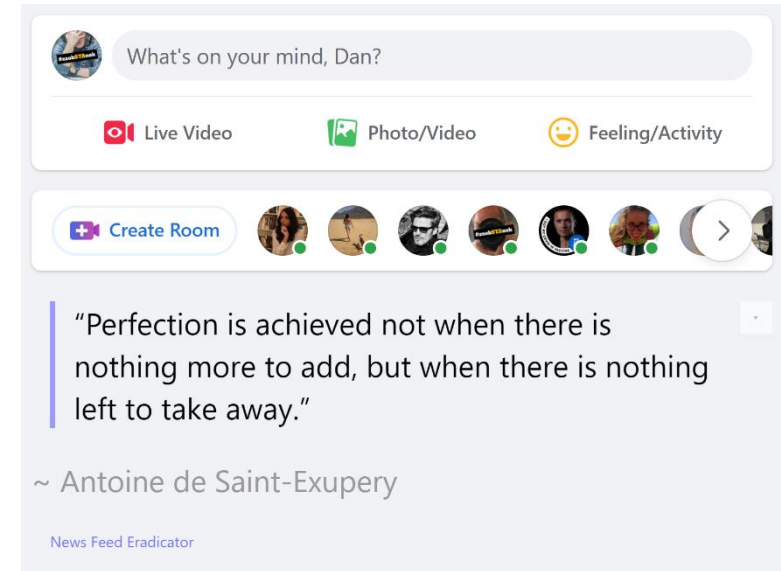 What's on your mind, Dan?
Live Video
Photo/Video
Feeling/Activity
Create Room
“Perfection is achieved not when there is
nothing more to add, but when there is nothing
left to take away.”
~ Antoine de Saint-Exupery
News Feed Eradicator